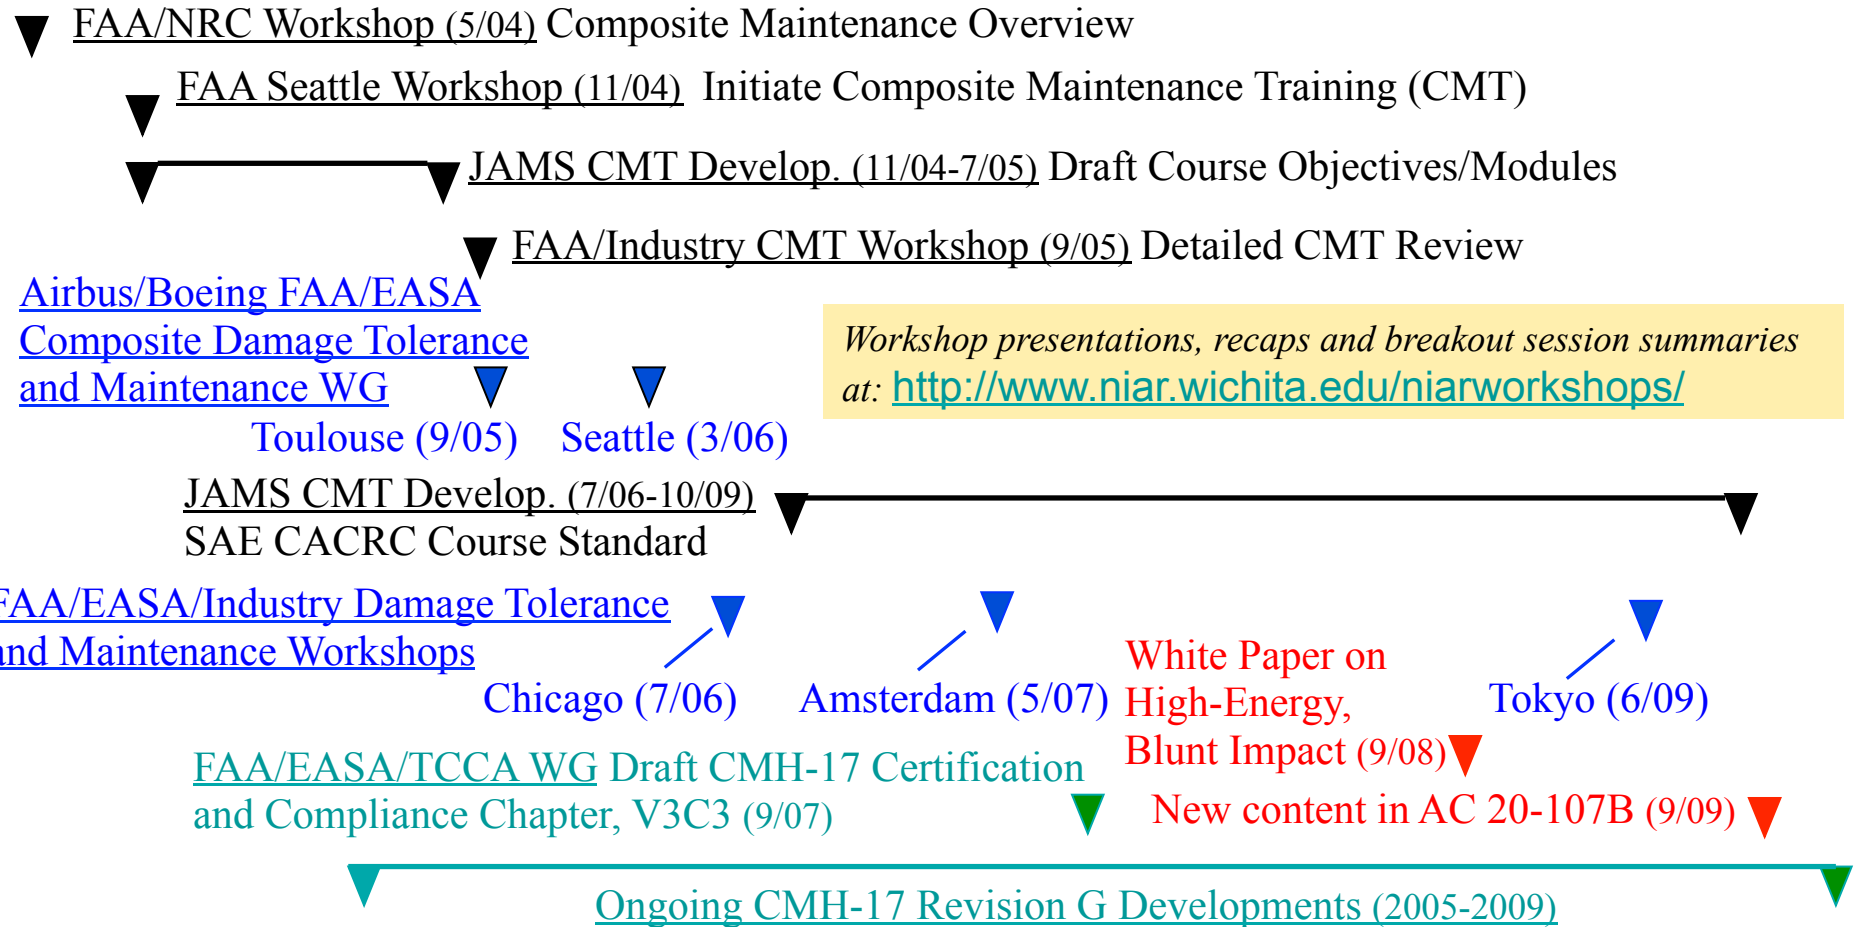 FAA/NRC Workshop (5/04) Composite Maintenance Overview
FAA Seattle Workshop (11/04) Initiate Composite Maintenance Training (CMT)
JAMS CMT Develop. (11/04-7/05) Draft Course Objectives/Modules
FAA/Industry CMT Workshop (9/05) Detailed CMT Review
Airbus/Boeing FAA/EASA
Composite Damage Tolerance
and Maintenance WG
Workshop presentations, recaps and breakout session summaries
at: http://www.niar.wichita.edu/niarworkshops/
Toulouse (9/05) Seattle (3/06)
JAMS CMT Develop. (7/06-10/09)
SAE CACRC Course Standard
FAA/EASA/Industry Damage Tolerance
and Maintenance Workshops
Chicago (7/06) Amsterdam (5/07)
White Paper on
High-Energy,
Blunt Impact (9/08)
Tokyo (6/09)
FAA/EASA/TCCA WG Draft CMH-17 Certification
and Compliance Chapter, V3C3 (9/07)
New content in AC 20-107B (9/09)
Ongoing CMH-17 Revision G Developments (2005-2009)